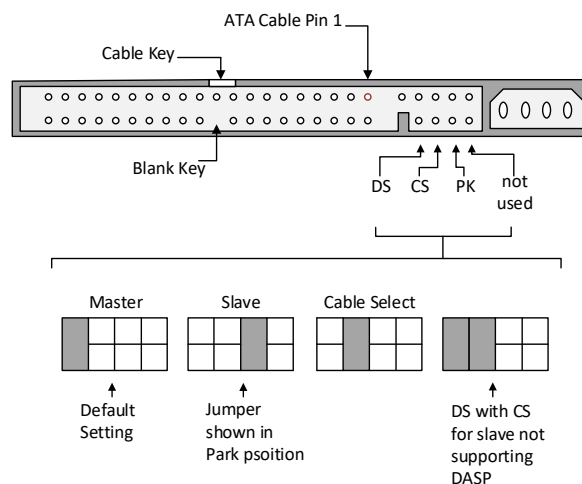 ATA Cable Pin 1
Cable Key
Blank Key
DS
CS
PK
not
used
Master
Slave
Cable Select
Default
Setting
Jumper
shown in
Park psoition
DS with CS
for slave not
supporting
DASP